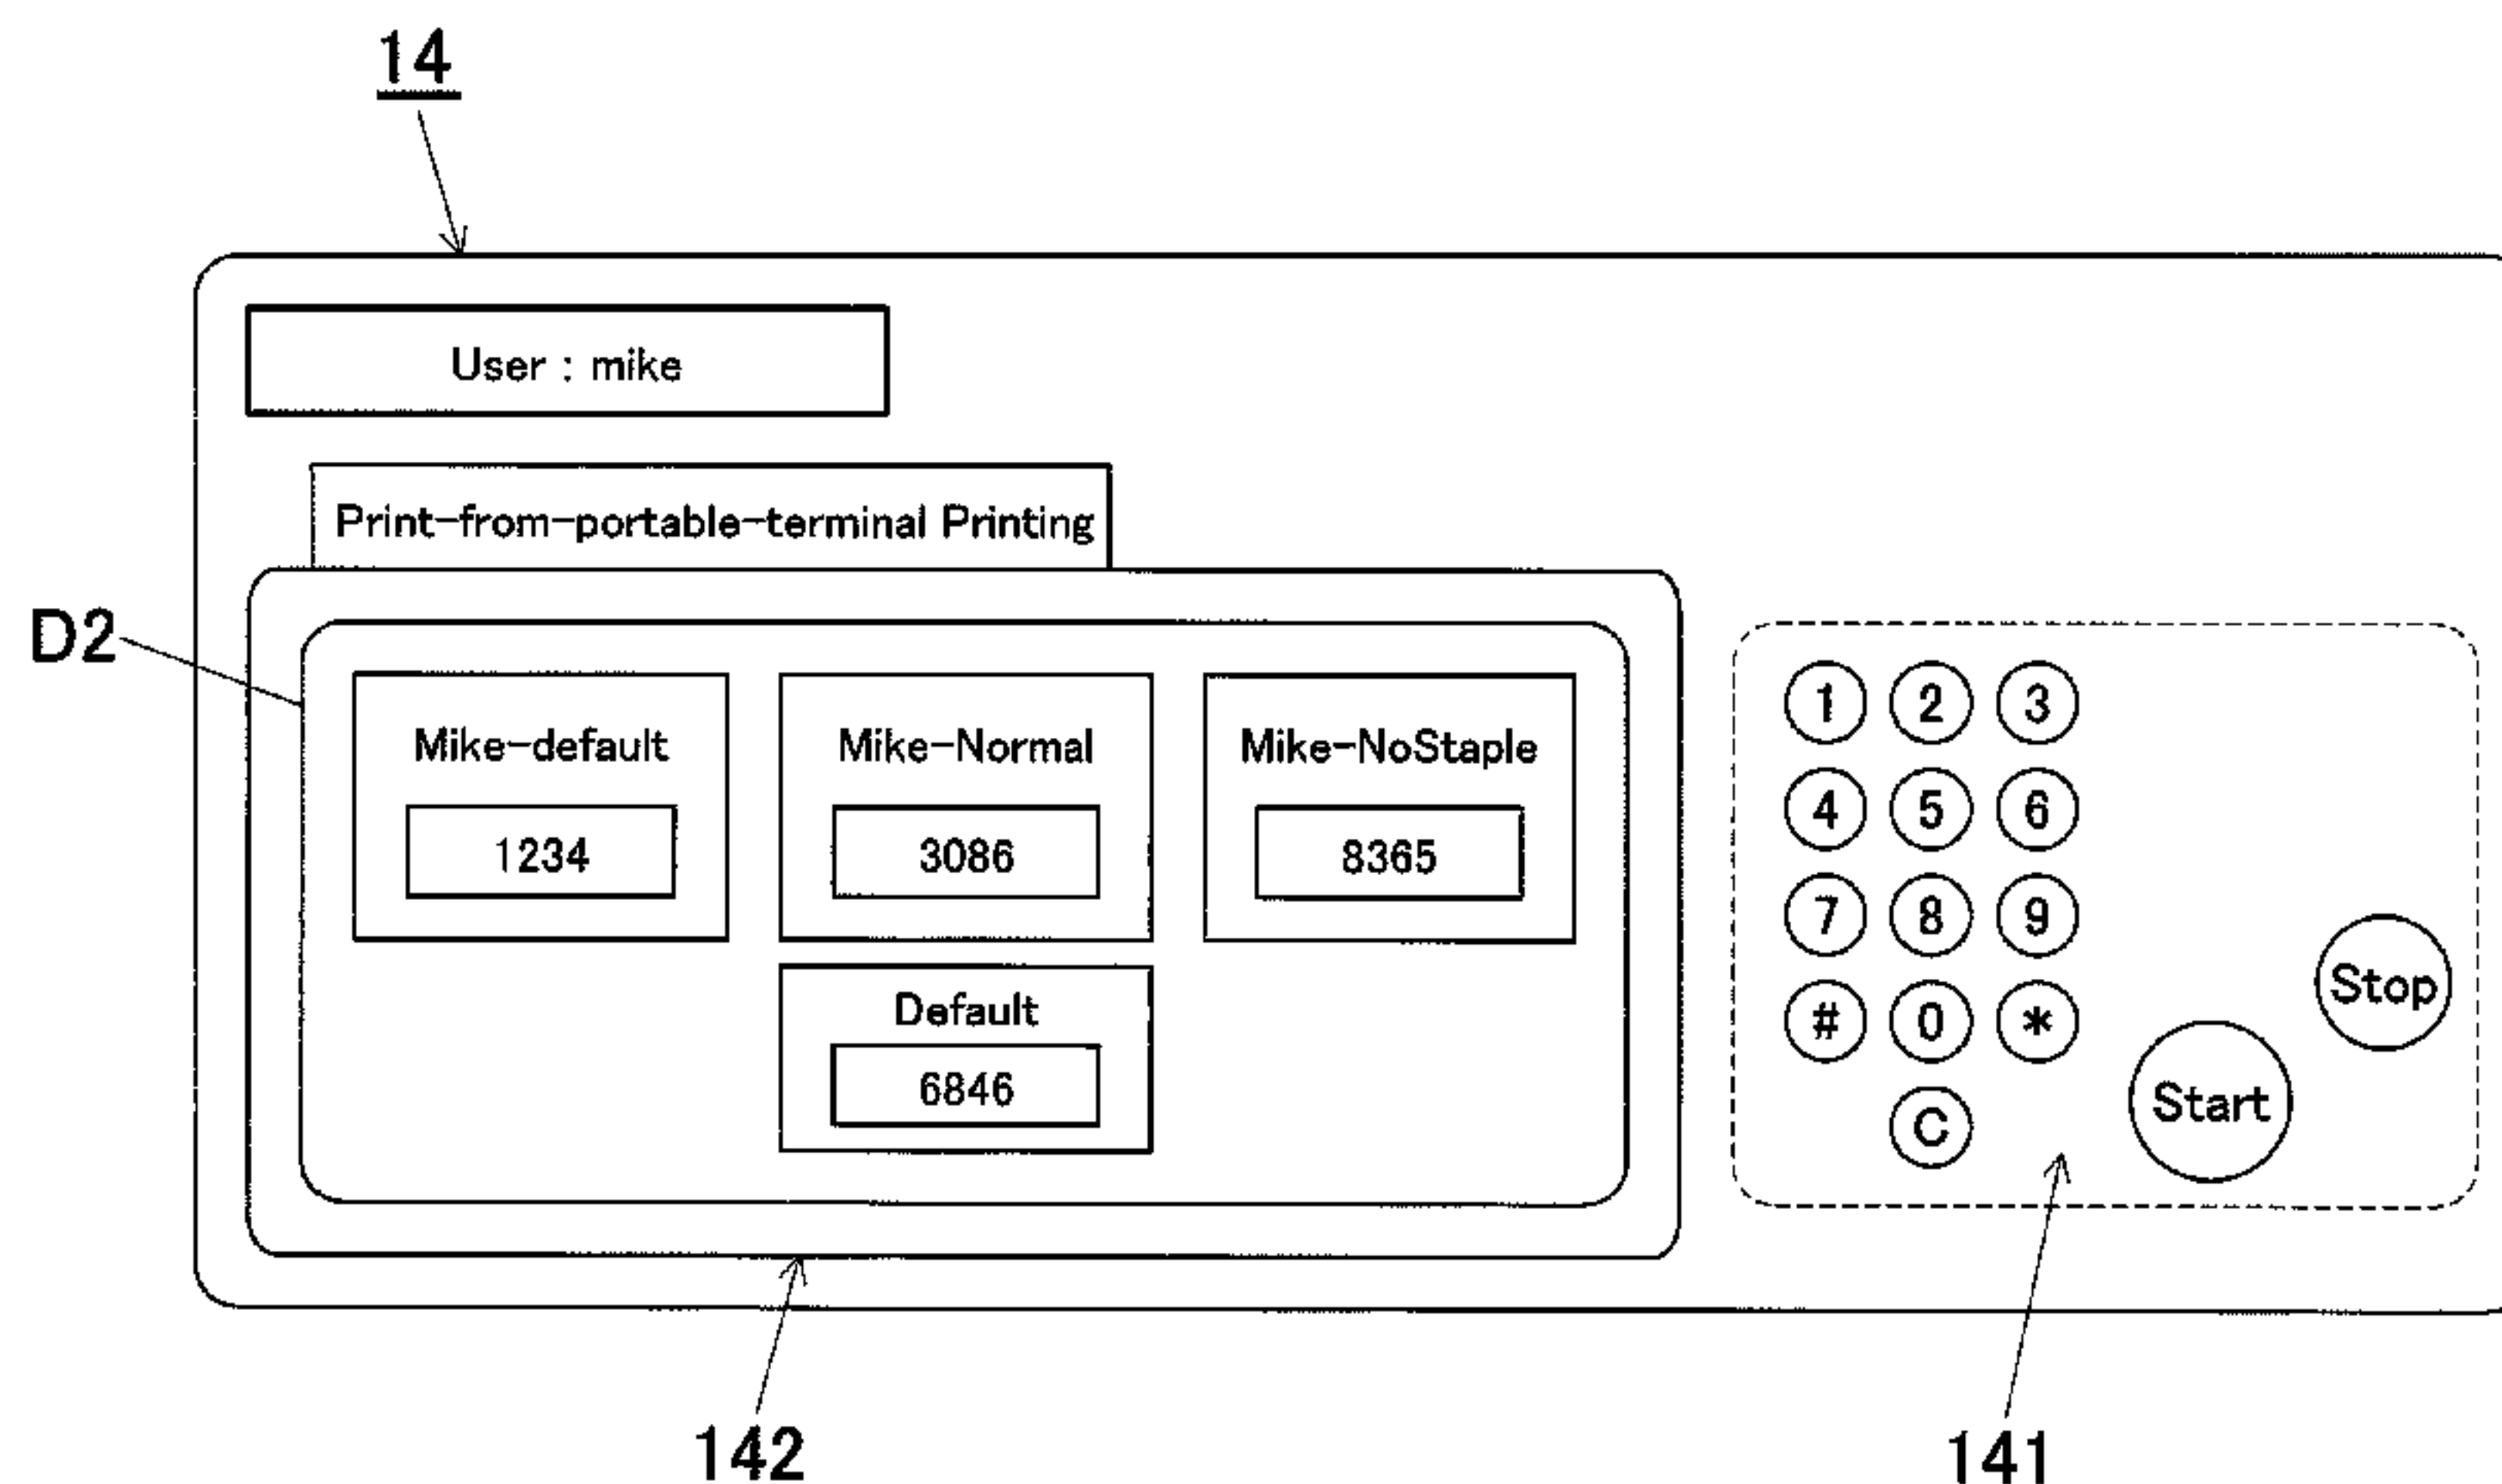 14
User : mike
Print-from-portable-terminal Printing
D2
Mike-default Mike-Normal Mike-NoStaple
1234 3086 8365
Default
6846
1 2 3
4 5 6
7 8 9
# 0 *
C
Stop
Start
142
141